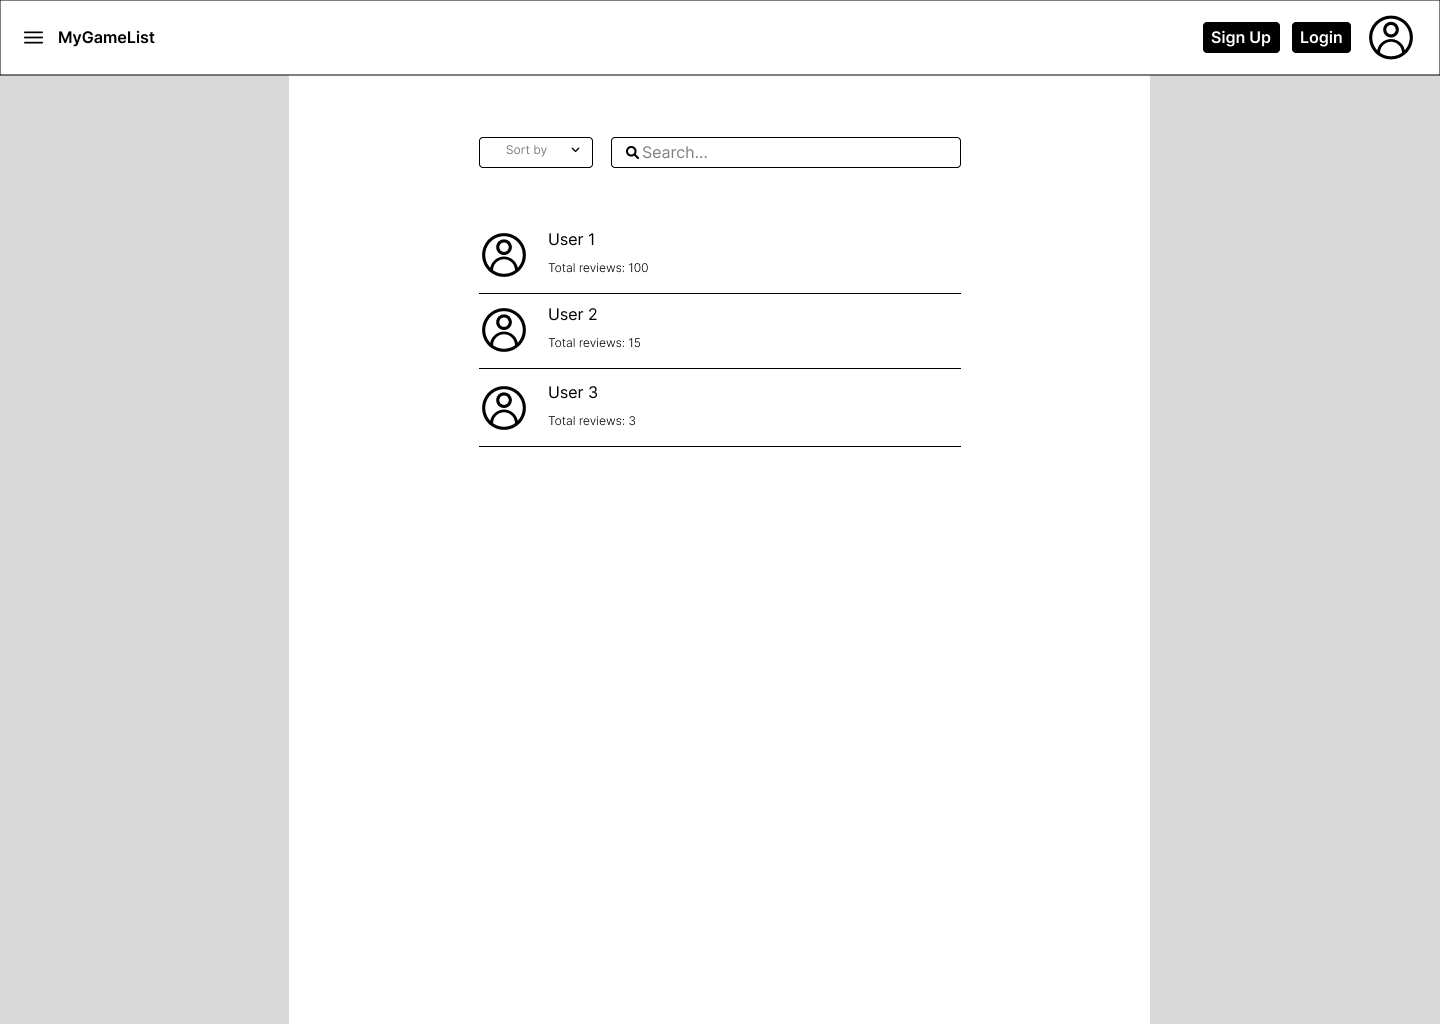 MyGameList
Sign Up
Login
Sort by
Search...
User 1
Total reviews: 100
User 2
Total reviews: 15
User 3
Total reviews: 3